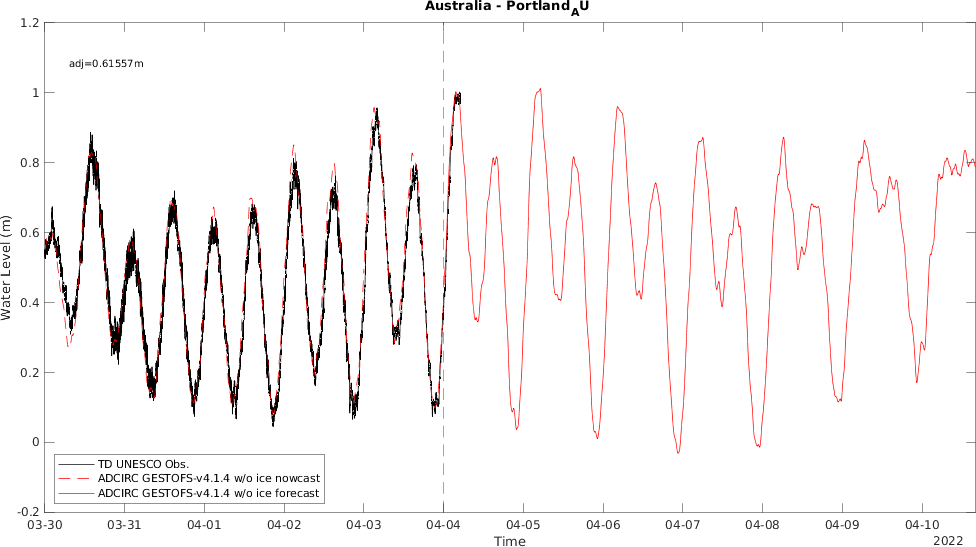 Australia - Portland_AU
1.2
adj=0.61557m
1
0.8
0.6
Water Level (m)
0.4
0.2
0
TD UNESCO Obs.
ADCIRC GESTOFS-v4.1.4 w/o ice nowcast
ADCIRC GESTOFS-v4.1.4 w/o ice forecast
-0.2
03-30 03-31 04-01 04-02 04-03 04-04 04-05 04-06 04-07 04-08 04-09 04-10
Time
2022